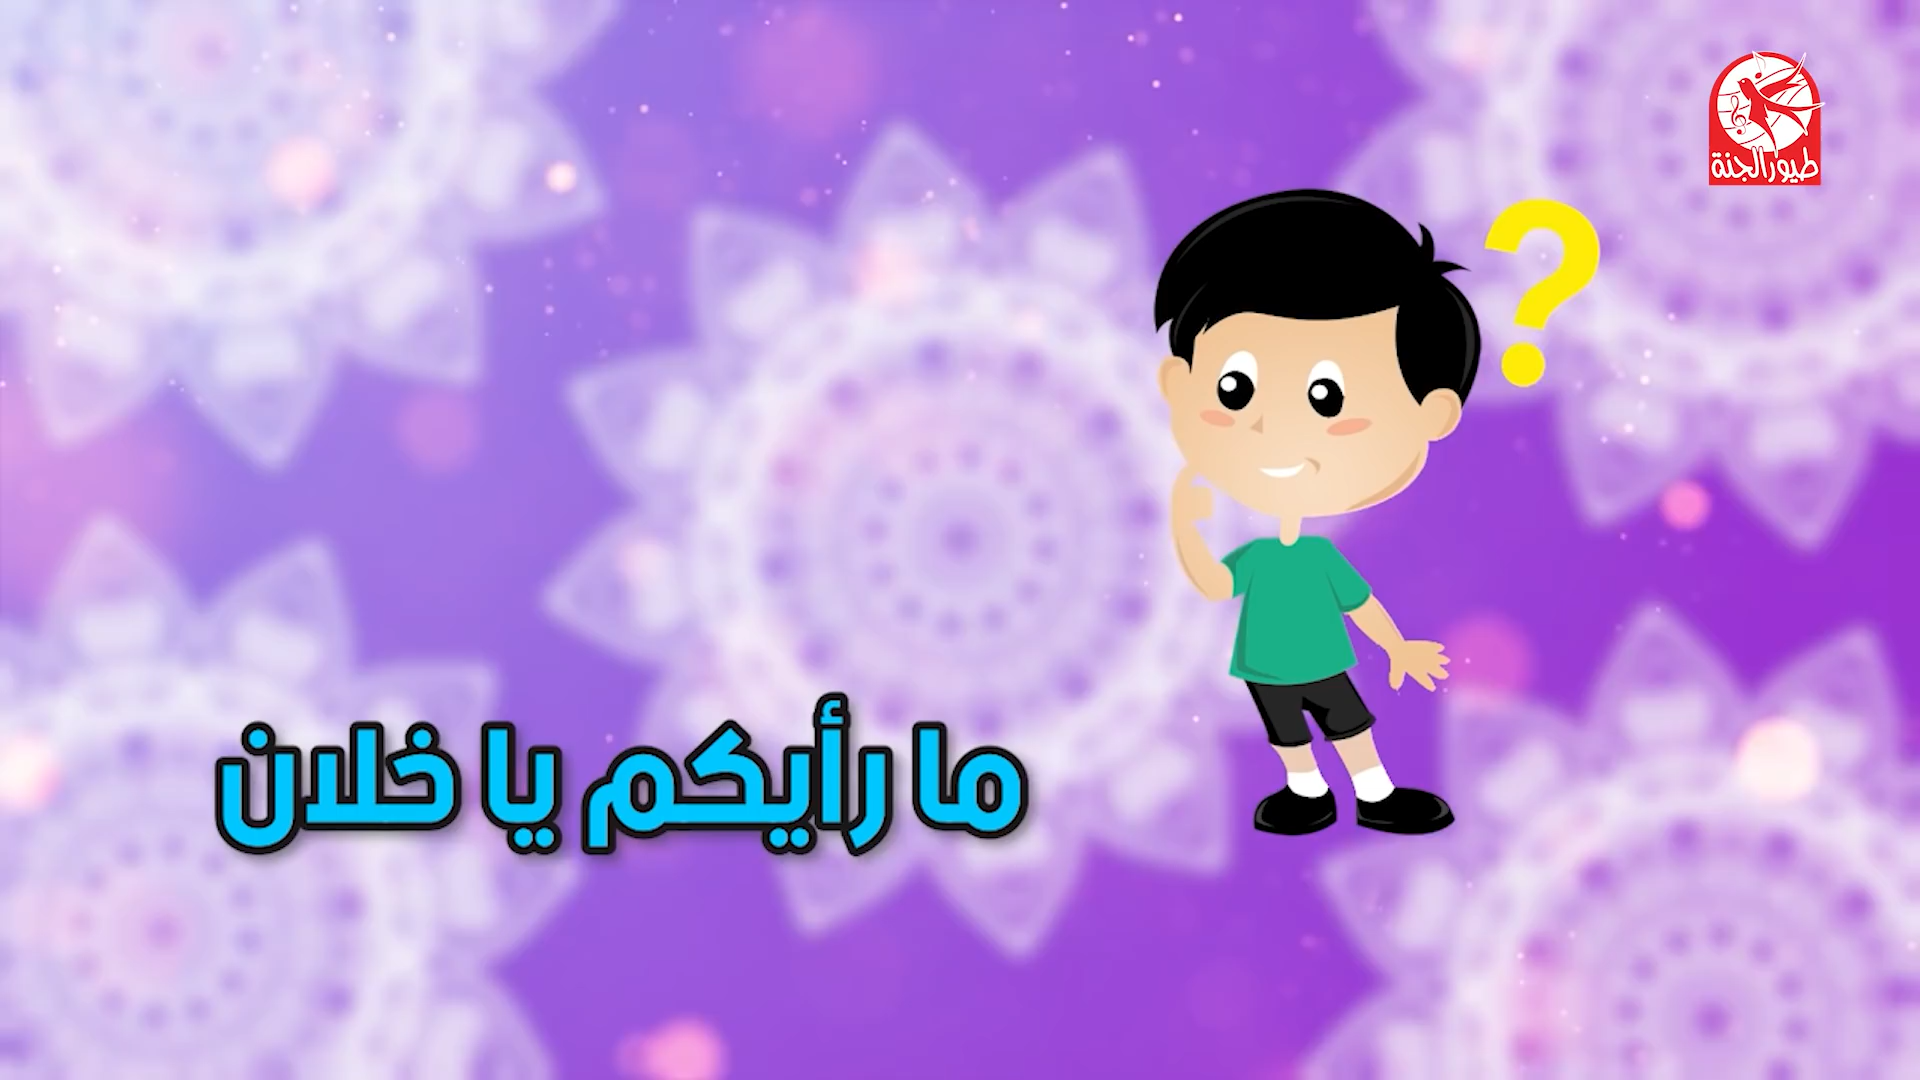 طيور الجنة
؟
ما رأيكم يا خلان